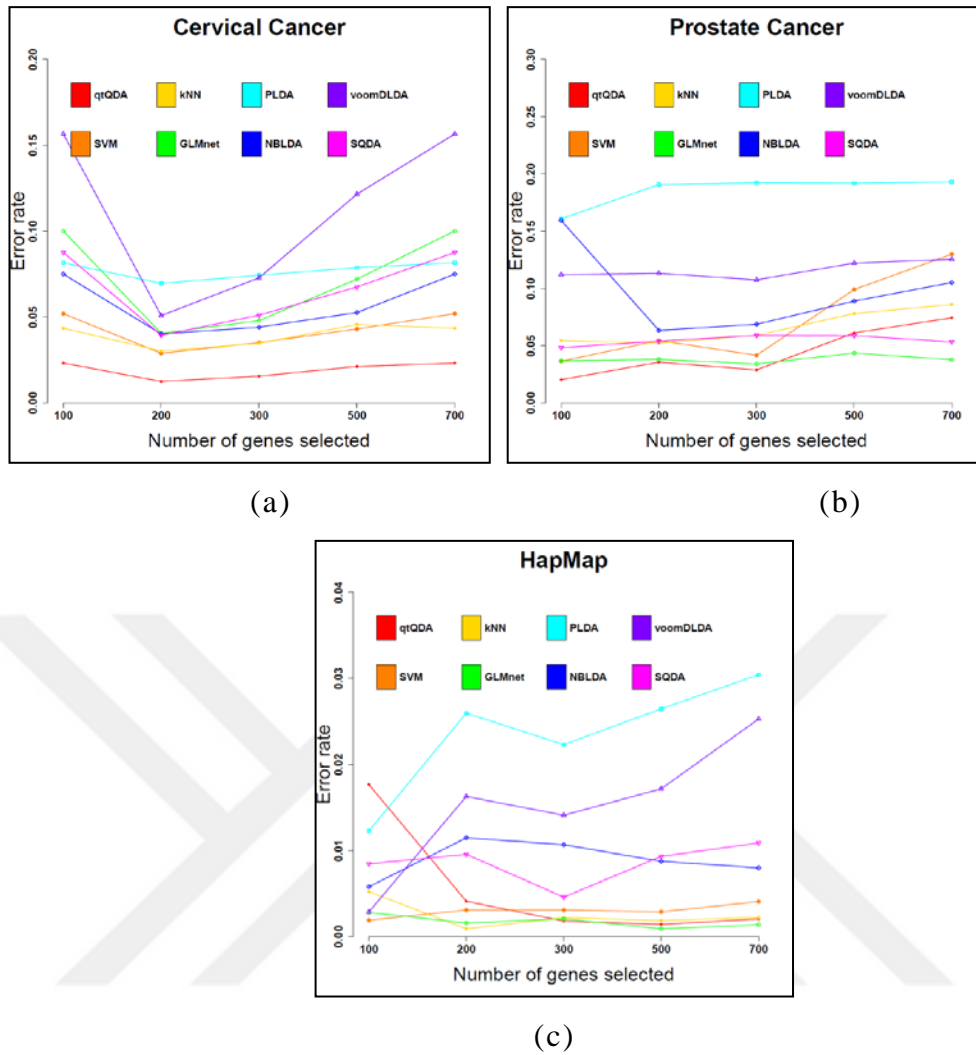 Cervical Cancer
0.20
0.15
0.10
0.05
0.00
Error rate
qtQDA kNN PLDA voomDLDA
SVM GLMnet NBLDA SQDA
100 200 300 500 700
Number of genes selected
(a)
Prostate Cancer
0.30
0.25
0.20
0.15
0.10
0.05
0.00
Error rate
qtQDA kNN PLDA voomDLDA
SVM GLMnet NBLDA SQDA
100 200 300 500 700
Number of genes selected
(b)
HapMap
0.04
0.03
0.02
0.01
0.00
Error rate
qtQDA kNN PLDA voomDLDA
SVM GLMnet NBLDA SQDA
100 200 300 500 700
Number of genes selected
(c)